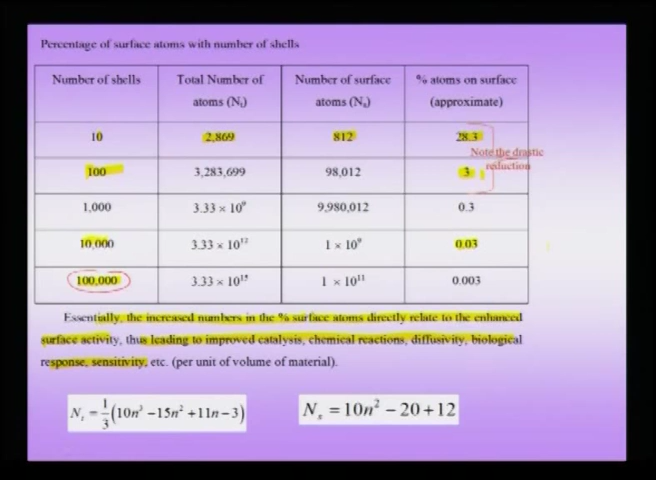 Percentage of surface atoms with number of shells
Number of shells Total Number of atoms (Nₜ) Number of surface atoms (Nₛ) % atoms on surface (approximate)
10 2,869 812 28.3
Note the drastic reduction
100 3,283,699 98,012 3
1,000 3.33 × 10⁹ 9,980,012 0.3
10,000 3.33 × 10¹² 1 × 10⁹ 0.03
100,000 3.33 × 10¹⁵ 1 × 10¹¹ 0.003
Essentially, the increased numbers in the % surface atoms directly relate to the enhanced
surface activity, thus leading to improved catalysis, chemical reactions, diffusivity, biological
response, sensitivity, etc. (per unit of volume of material).
Nₜ = 1/3 (10n³ −15n² +11n−3) Nₛ = 10n² − 20 + 12